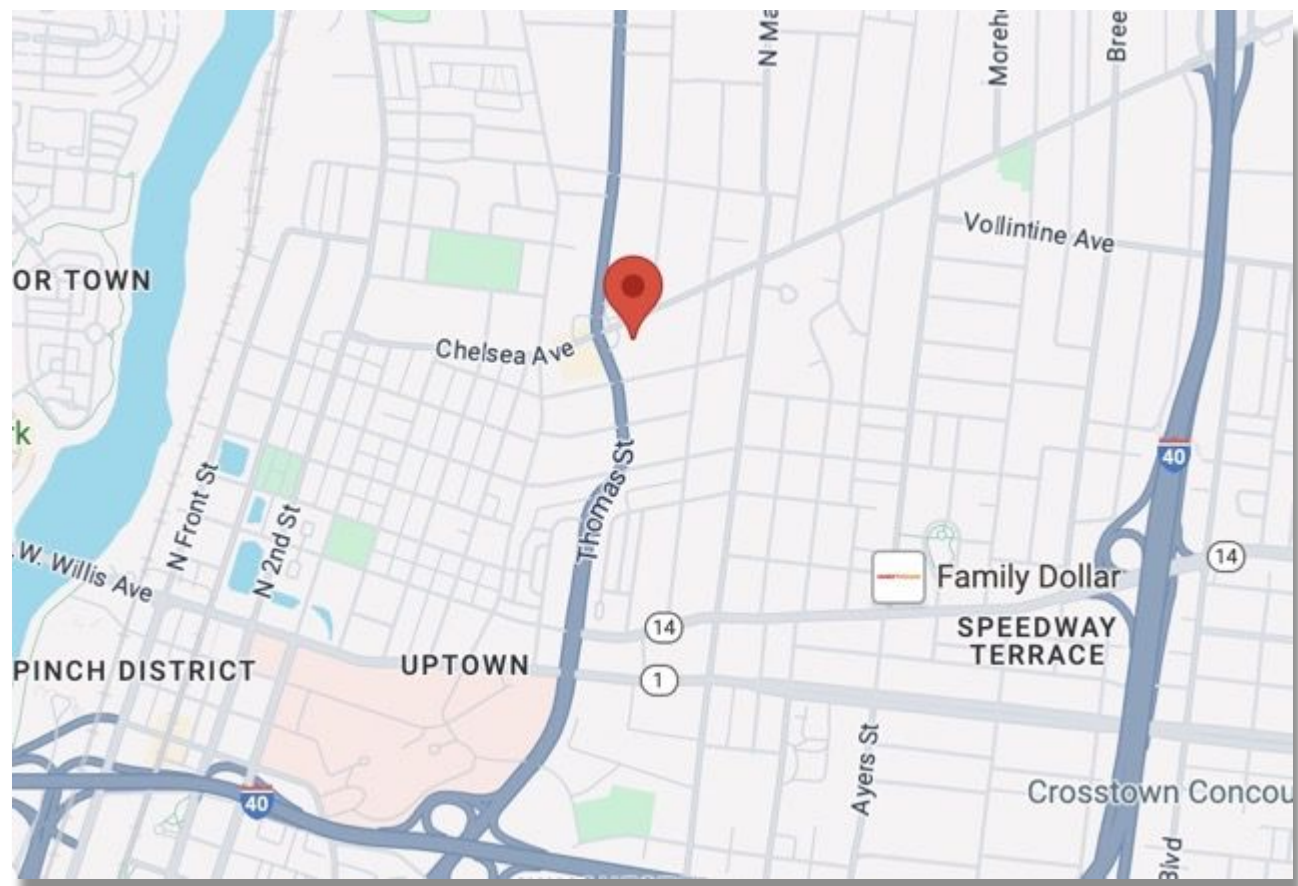 N Ma
Moreh
Bree
Vollintine Ave
OR TOWN
Chelsea Ave
k
Thomas St
N Front St
N 2nd St
40
W. Willis Ave
14
Family Dollar
14
SPEEDWAY
TERRACE
PINCH DISTRICT
UPTOWN
1
Ayers St
Crosstown Concou
40
Blvd